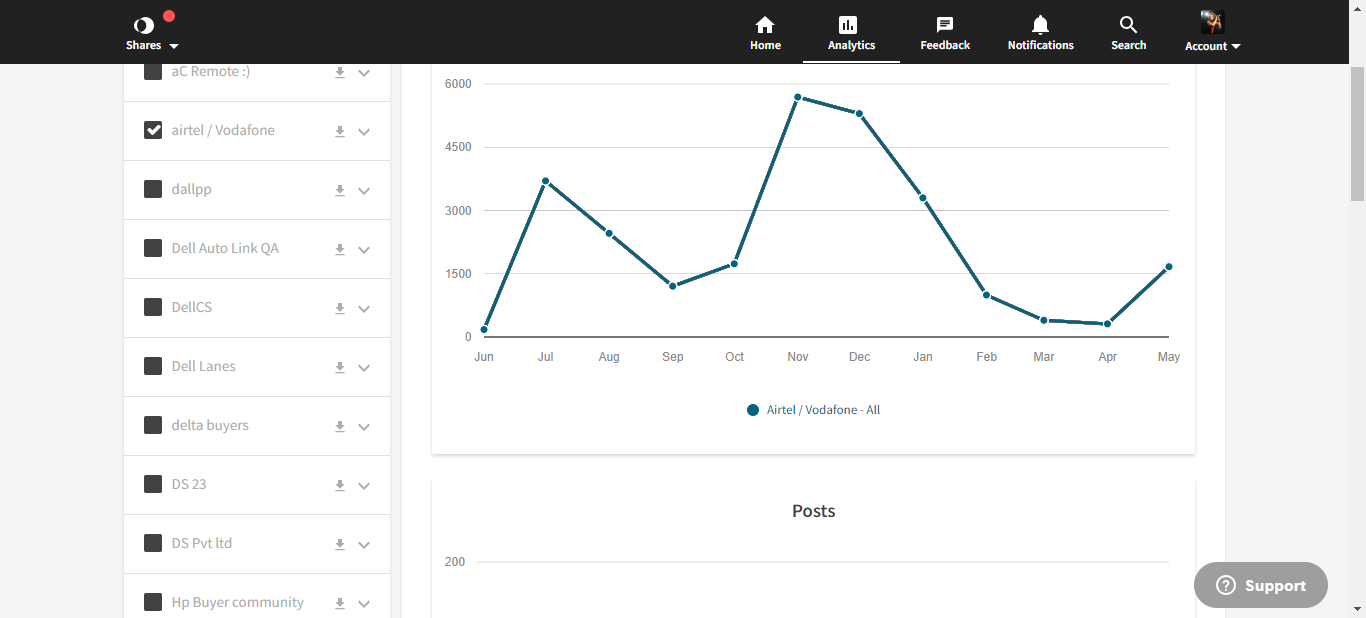 Shares
Home
Analytics
Feedback
Notifications
Search
Account
aC Remote :)
airtel / Vodafone
dallpp
Dell Auto Link QA
DellCS
Dell Lanes
delta buyers
DS 23
DS Pvt ltd
Hp Buyer community
6000
4500
3000
1500
0
Jun Jul Aug Sep Oct Nov Dec Jan Feb Mar Apr May
Airtel / Vodafone - All
Posts
200
Support